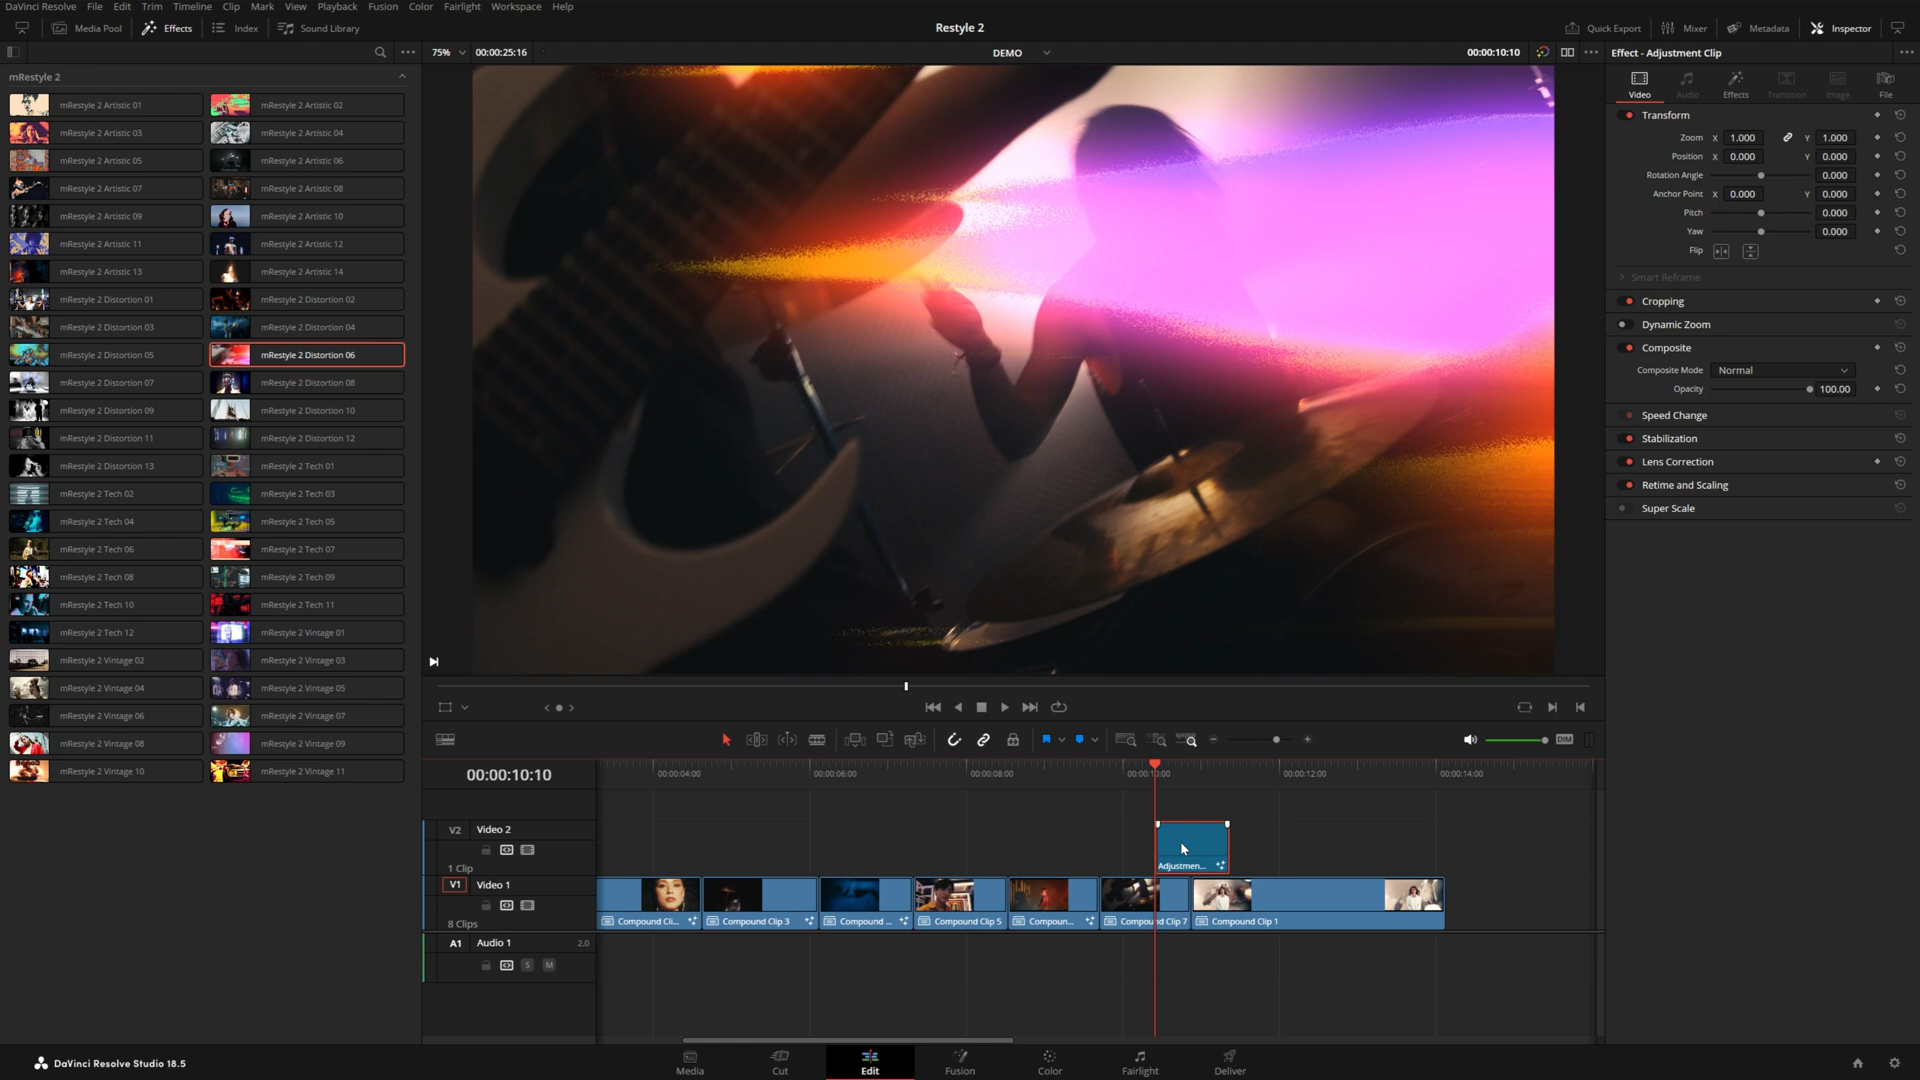 DaVinci Resolve File Edit Trim Timeline Clip Mark View Playback Fusion Color Fairlight Workspace Help
Media Pool Effects Index Sound Library Restyle 2 Quick Export Mixer Metadata Inspector
75% 00:00:25:16 DEMO 00:00:10:10 Effect - Adjustment Clip
mRestyle 2
mRestyle 2 Artistic 01 mRestyle 2 Artistic 02
mRestyle 2 Artistic 03 mRestyle 2 Artistic 04
mRestyle 2 Artistic 05 mRestyle 2 Artistic 06
mRestyle 2 Artistic 07 mRestyle 2 Artistic 08
mRestyle 2 Artistic 09 mRestyle 2 Artistic 10
mRestyle 2 Artistic 11 mRestyle 2 Artistic 12
mRestyle 2 Artistic 13 mRestyle 2 Artistic 14
mRestyle 2 Distortion 01 mRestyle 2 Distortion 02
mRestyle 2 Distortion 03 mRestyle 2 Distortion 04
mRestyle 2 Distortion 05 mRestyle 2 Distortion 06
mRestyle 2 Distortion 07 mRestyle 2 Distortion 08
mRestyle 2 Distortion 09 mRestyle 2 Distortion 10
mRestyle 2 Distortion 11 mRestyle 2 Distortion 12
mRestyle 2 Distortion 13 mRestyle 2 Tech 01
mRestyle 2 Tech 02 mRestyle 2 Tech 03
mRestyle 2 Tech 04 mRestyle 2 Tech 05
mRestyle 2 Tech 06 mRestyle 2 Tech 07
mRestyle 2 Tech 08 mRestyle 2 Tech 09
mRestyle 2 Tech 10 mRestyle 2 Tech 11
mRestyle 2 Tech 12 mRestyle 2 Vintage 01
mRestyle 2 Vintage 02 mRestyle 2 Vintage 03
mRestyle 2 Vintage 04 mRestyle 2 Vintage 05
mRestyle 2 Vintage 06 mRestyle 2 Vintage 07
mRestyle 2 Vintage 08 mRestyle 2 Vintage 09
mRestyle 2 Vintage 10 mRestyle 2 Vintage 11
Video Audio Effects Transition Image File
Transform
Zoom X 1.000 Y 1.000
Position X 0.000 Y 0.000
Rotation Angle 0.000
Anchor Point X 0.000 Y 0.000
Pitch 0.000
Yaw 0.000
Flip
Smart Reframe
Cropping
Dynamic Zoom
Composite
Composite Mode Normal
Opacity 100.00
Speed Change
Stabilization
Lens Correction
Retime and Scaling
Super Scale
DIM
00:00:10:10 00:00:04:00 00:00:06:00 00:00:08:00 00:00:10:00 00:00:12:00 00:00:14:00
V2 Video 2
1 Clip
Adjustmen...
V1 Video 1
8 Clips
Compound Cli... Compound Clip 3 Compound ... Compound Clip 5 Compoun... Compound Clip 7 Compound Clip 1
A1 Audio 1 2.0
S M
DaVinci Resolve Studio 18.5
Media Cut Edit Fusion Color Fairlight Deliver